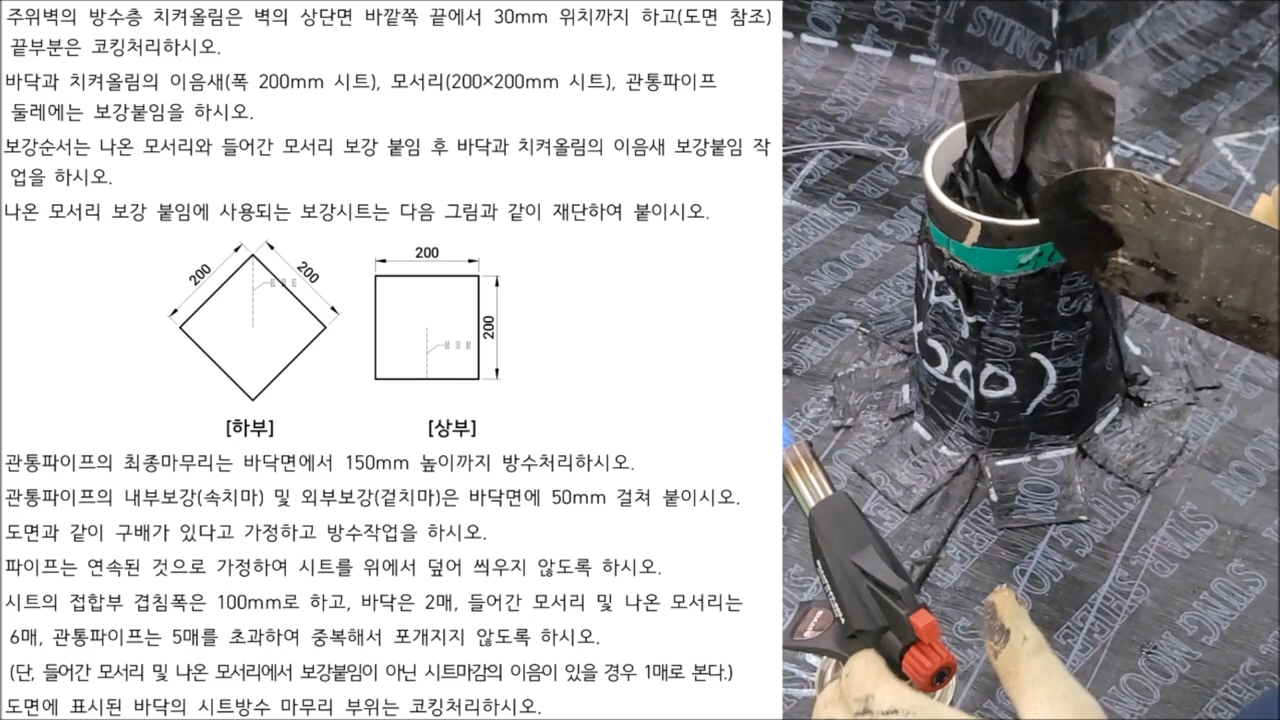 주위벽의 방수층 치켜올림은 벽의 상단면 바깥쪽 끝에서 30mm 위치까지 하고(도면 참조)
끝부분은 코킹처리하시오.
바닥과 치켜올림의 이음새(폭 200mm 시트), 모서리(200×200mm 시트), 관통파이프
둘레에는 보강붙임을 하시오.
보강순서는 나온 모서리와 들어간 모서리 보강 붙임 후 바닥과 치켜올림의 이음새 보강붙임 작
업을 하시오.
나온 모서리 보강 붙임에 사용되는 보강시트는 다음 그림과 같이 재단하여 붙이시오.
200 200
200
200
[하부] [상부]
관통파이프의 최종마무리는 바닥면에서 150mm 높이까지 방수처리하시오.
관통파이프의 내부보강(속치마) 및 외부보강(겉치마)은 바닥면에 50mm 걸쳐 붙이시오.
도면과 같이 구배가 있다고 가정하고 방수작업을 하시오.
파이프는 연속된 것으로 가정하여 시트를 위에서 덮어 씌우지 않도록 하시오.
시트의 접합부 겹침폭은 100mm로 하고, 바닥은 2매, 들어간 모서리 및 나온 모서리는
6매, 관통파이프는 5매를 초과하여 중복해서 포개지지 않도록 하시오.
(단, 들어간 모서리 및 나온 모서리에서 보강붙임이 아닌 시트마감의 이음이 있을 경우 1매로 본다.)
도면에 표시된 바닥의 시트방수 마무리 부위는 코킹처리하시오.
SUNG
SUNG MOON
STAR SHEET
SUNG MOON